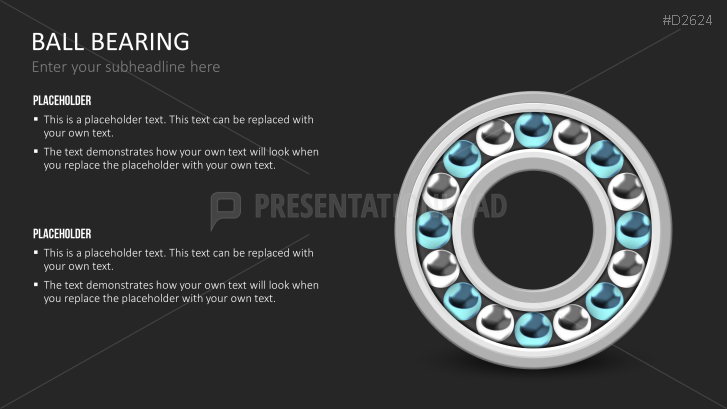 #D2624
BALL BEARING
Enter your subheadline here
PLACEHOLDER
▪ This is a placeholder text. This text can be replaced with
your own text.
▪ The text demonstrates how your own text will look when
you replace the placeholder with your own text.
PLACEHOLDER
▪ This is a placeholder text. This text can be replaced with
your own text.
▪ The text demonstrates how your own text will look when
you replace the placeholder with your own text.